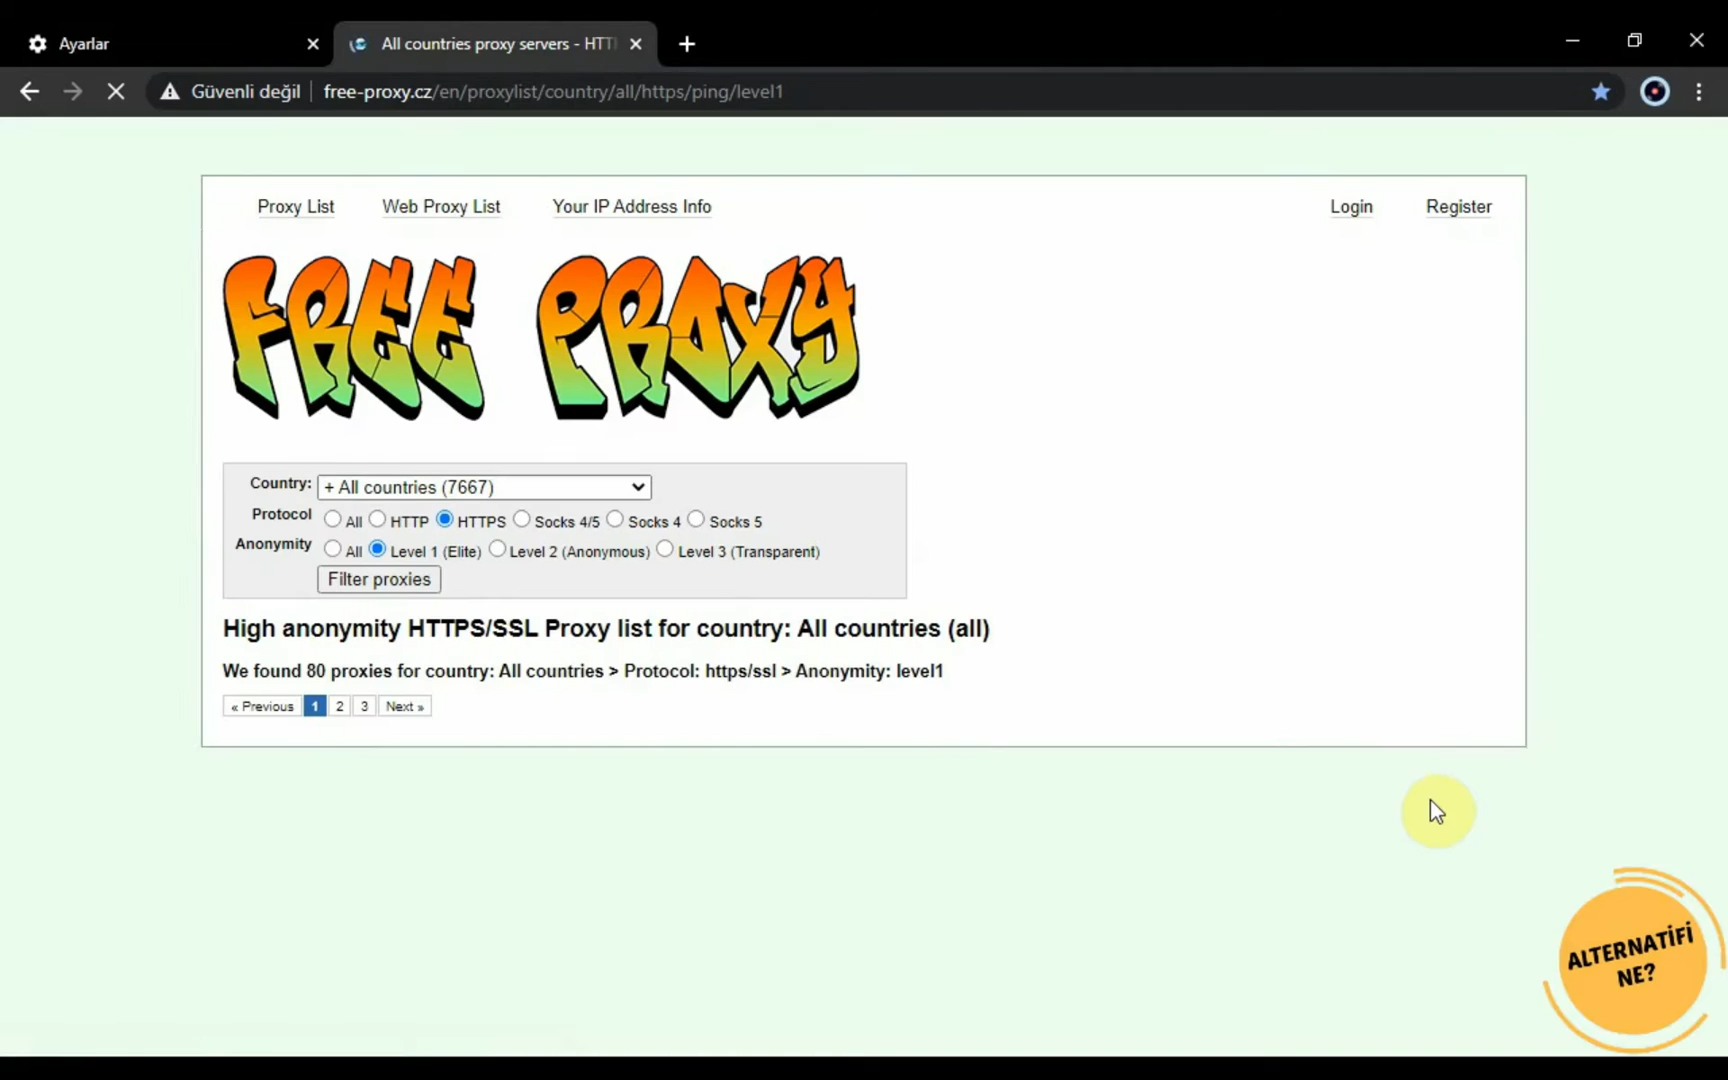 Ayarlar
All countries proxy servers - HTT
Güvenli değil
free-proxy.cz/en/proxylist/country/all/https/ping/level1
Proxy List Web Proxy List Your IP Address Info Login Register
FREE PROXY
Country: + All countries (7667)
Protocol All HTTP HTTPS Socks 4/5 Socks 4 Socks 5
Anonymity All Level 1 (Elite) Level 2 (Anonymous) Level 3 (Transparent)
Filter proxies
High anonymity HTTPS/SSL Proxy list for country: All countries (all)
We found 80 proxies for country: All countries > Protocol: https/ssl > Anonymity: level1
« Previous 1 2 3 Next »
ALTERNATİFİ
NE?